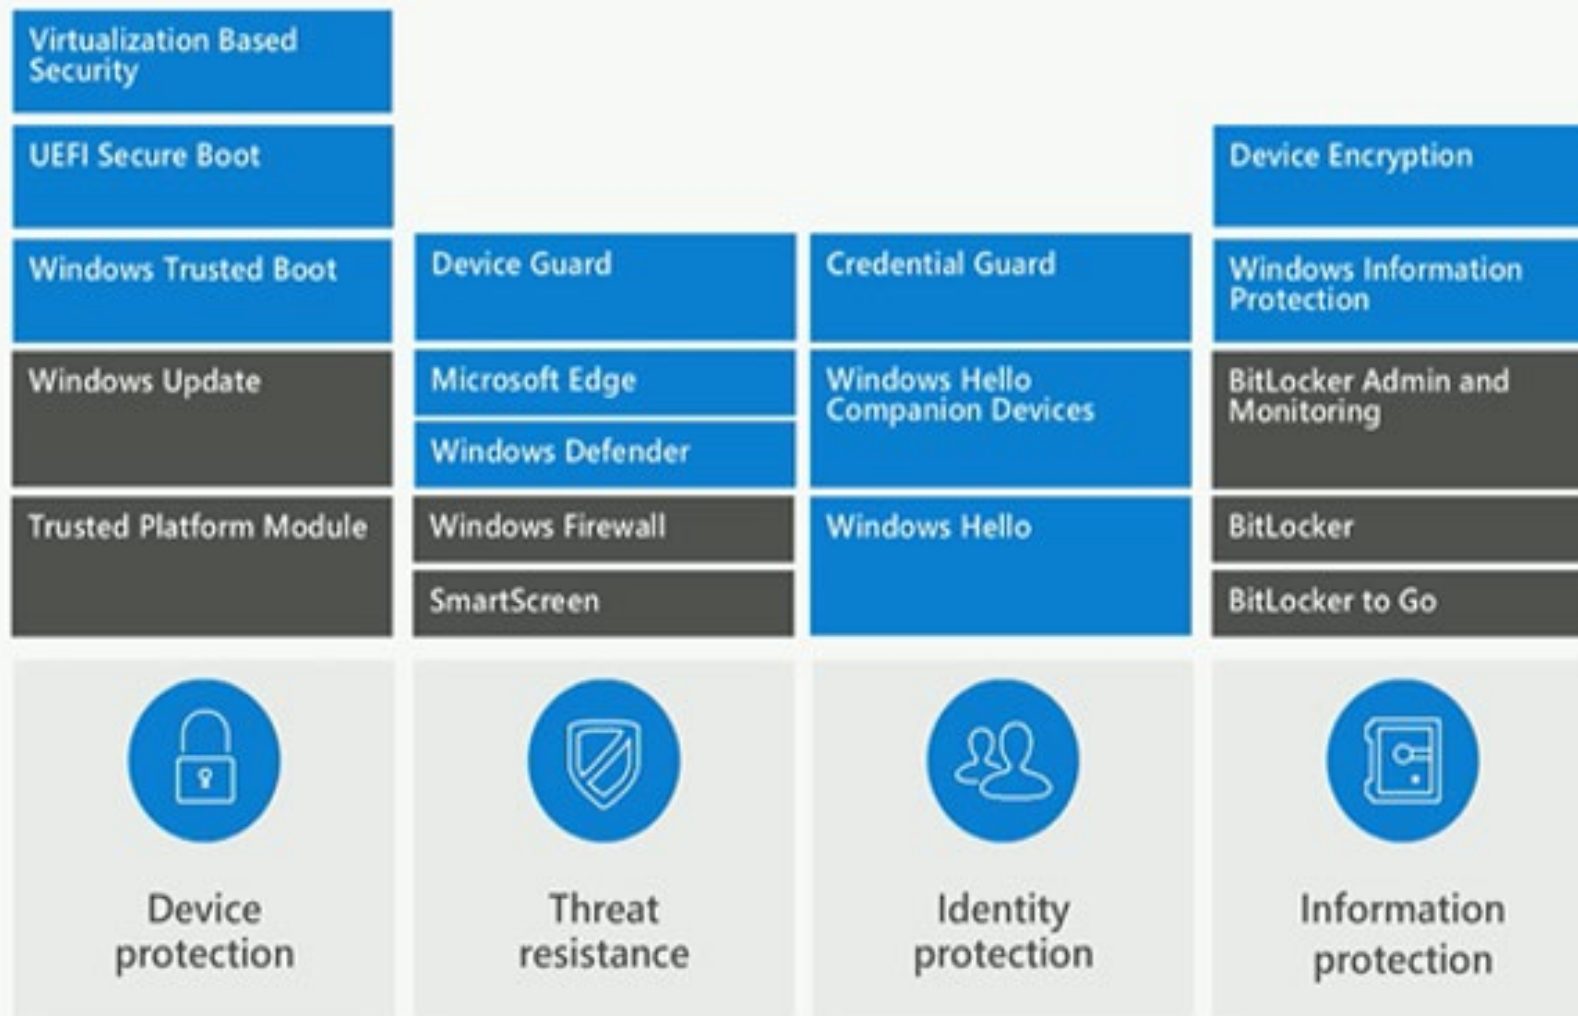 Virtualization Based
Security
UEFI Secure Boot
Windows Trusted Boot
Windows Update
Trusted Platform Module
Device Guard
Microsoft Edge
Windows Defender
Windows Firewall
SmartScreen
Credential Guard
Windows Hello
Companion Devices
Windows Hello
Device Encryption
Windows Information
Protection
BitLocker Admin and
Monitoring
BitLocker
BitLocker to Go
Device
protection
Threat
resistance
Identity
protection
Information
protection